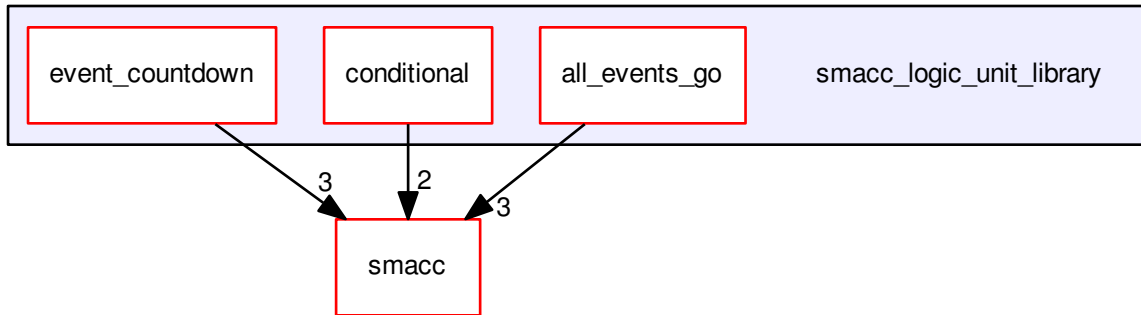 event_countdown
conditional
all_events_go
smacc_logic_unit_library
3
2
3
smacc